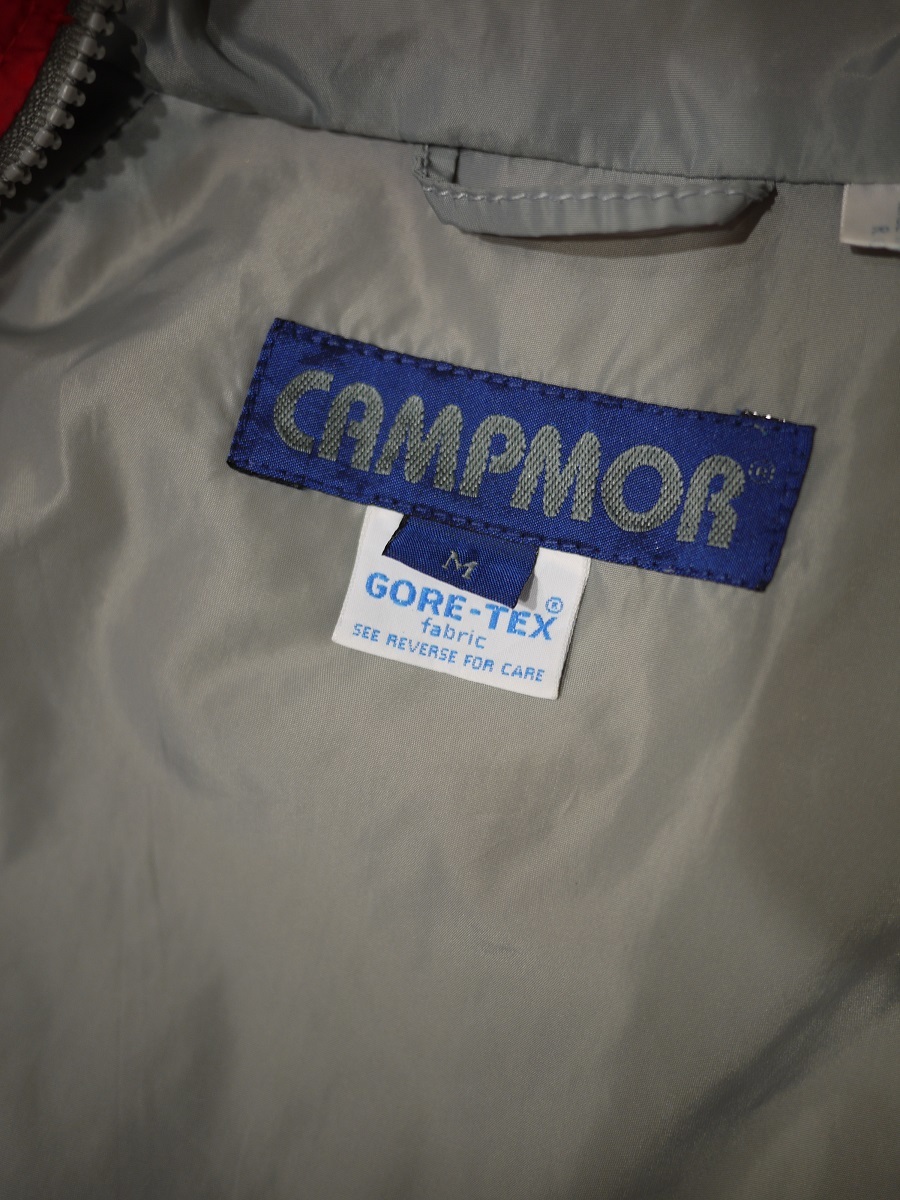 CAMPMOR®
M
GORE-TEX®
fabric
SEE REVERSE FOR CARE